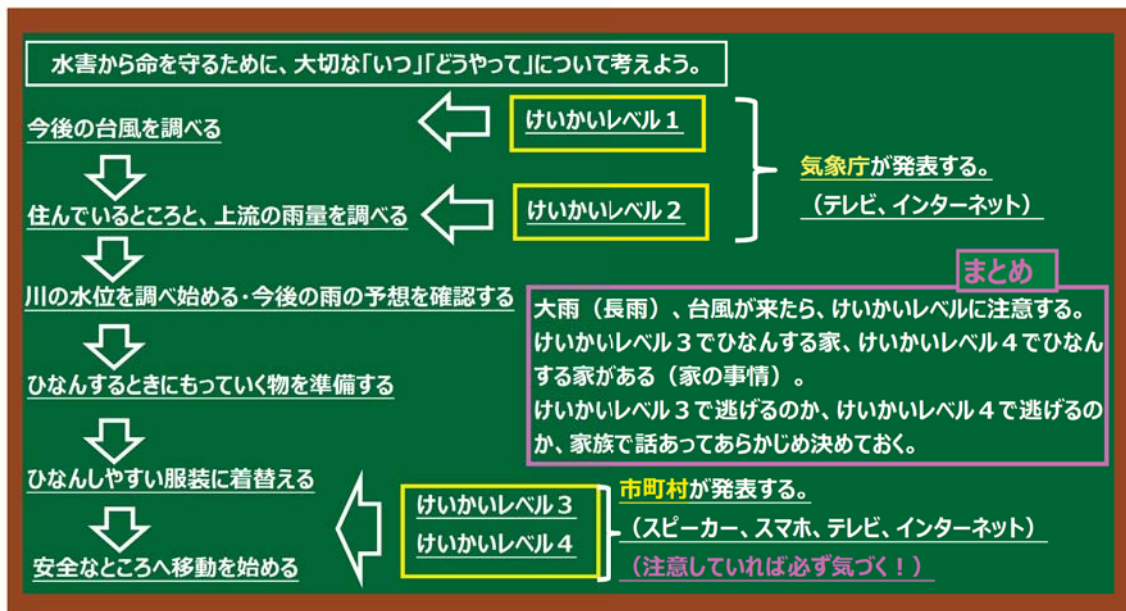 水害から命を守るために、大切な「いつ」「どうやって」について考えよう。
今後の台風を調べる
けいかいレベル１
住んでいるところと、上流の雨量を調べる
けいかいレベル２
気象庁が発表する。
（テレビ、インターネット）
川の水位を調べ始める・今後の雨の予想を確認する
ひなんするときにもっていく物を準備する
ひなんしやすい服装に着替える
安全なところへ移動を始める
まとめ
大雨（長雨）、台風が来たら、けいかいレベルに注意する。
けいかいレベル３でひなんする家、けいかいレベル４でひなん
する家がある（家の事情）。
けいかいレベル３で逃げるのか、けいかいレベル４で逃げるの
か、家族で話あってあらかじめ決めておく。
けいかいレベル３
けいかいレベル４
市町村が発表する。
（スピーカー、スマホ、テレビ、インターネット）
（注意していれば必ず気づく！）